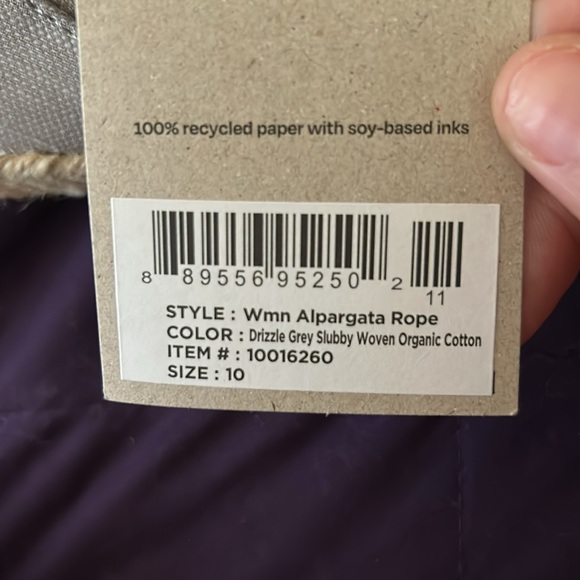 100% recycled paper with soy-based inks
8 89556 95250 2 11
STYLE : Wmn Alpargata Rope
COLOR : Drizzle Grey Slubby Woven Organic Cotton
ITEM # : 10016260
SIZE : 10